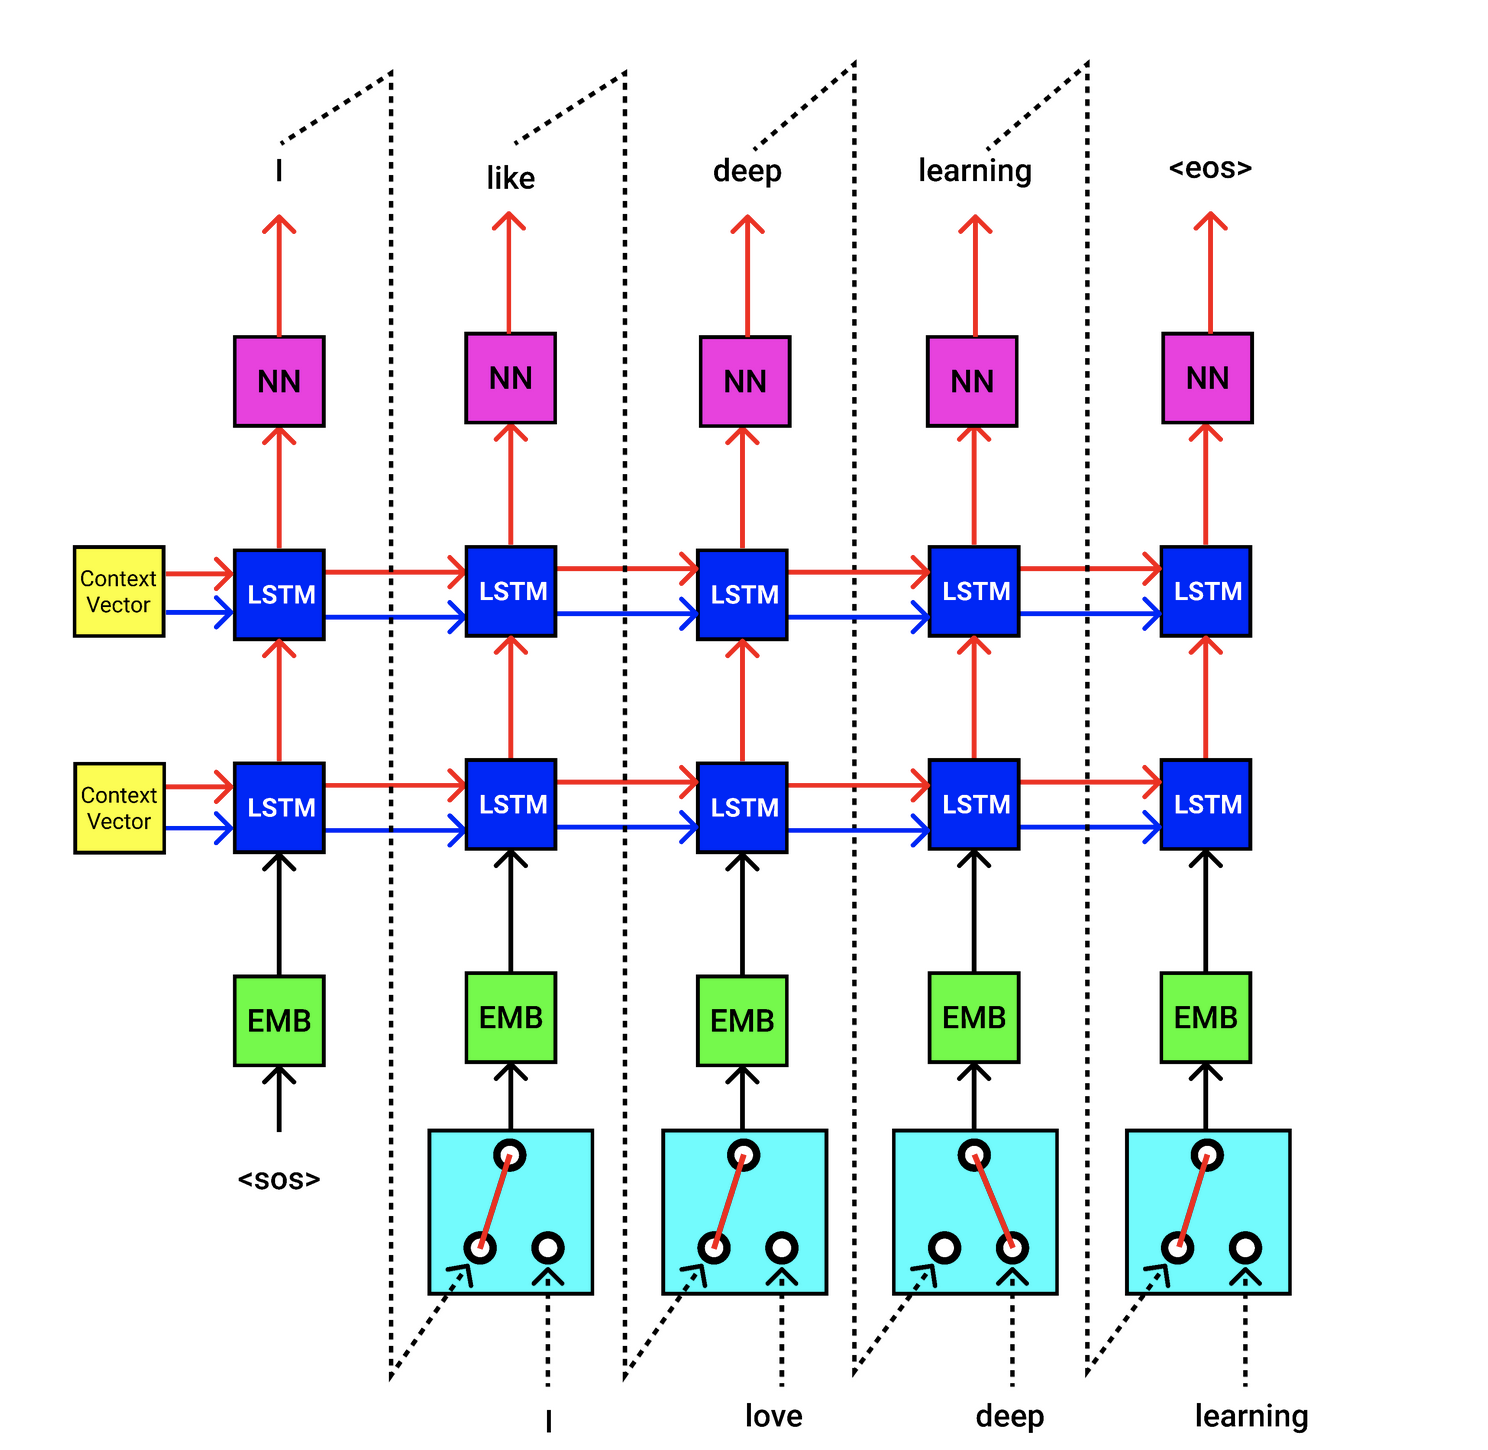 I
like
deep
learning
<eos>
NN
NN
NN
NN
NN
Context
Vector
LSTM
LSTM
LSTM
LSTM
LSTM
Context
Vector
LSTM
LSTM
LSTM
LSTM
LSTM
EMB
EMB
EMB
EMB
EMB
<sos>
I
love
deep
learning